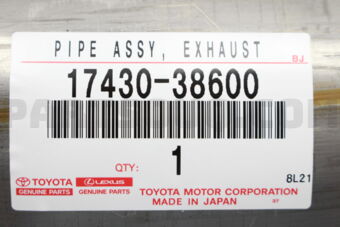 PIPE ASSY, EXHAUST
BJ
17430-38600
QTY:
1
8L21
TOYOTA
GENUINE PARTS
LEXUS
GENUINE PARTS
TOYOTA MOTOR CORPORATION
MADE IN JAPAN